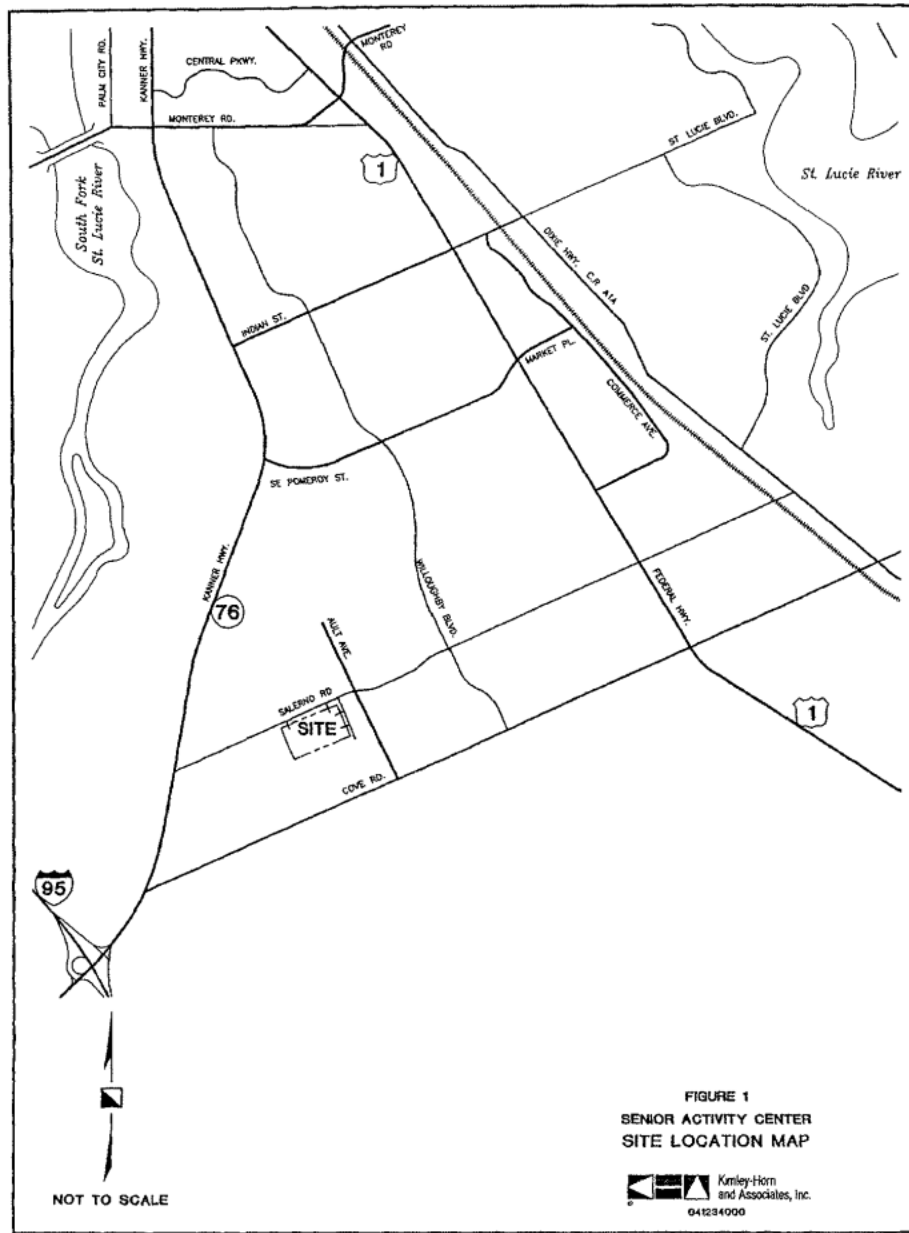 MONTEREY
RD
PALM CITY RD.
KANNER HWY.
CENTRAL PKWY.
MONTEREY RD.
1
ST LUCIE BLVD.
St. Lucie River
South Fork
St. Lucie River
DIXIE HWY. C.R A1A
INDIAN ST.
ST. LUCIE BLVD
MARKET PL.
COMMERCE AVE.
SE POMEROY ST.
KANNER HWY.
76
WILLOUGHBY BLVD.
FEDERAL HWY.
AULT AVE.
SALERNO RD
SITE
1
COVE RD.
95
NOT TO SCALE
FIGURE 1
SENIOR ACTIVITY CENTER
SITE LOCATION MAP
Kimley-Horn
and Associates, Inc.
041234000